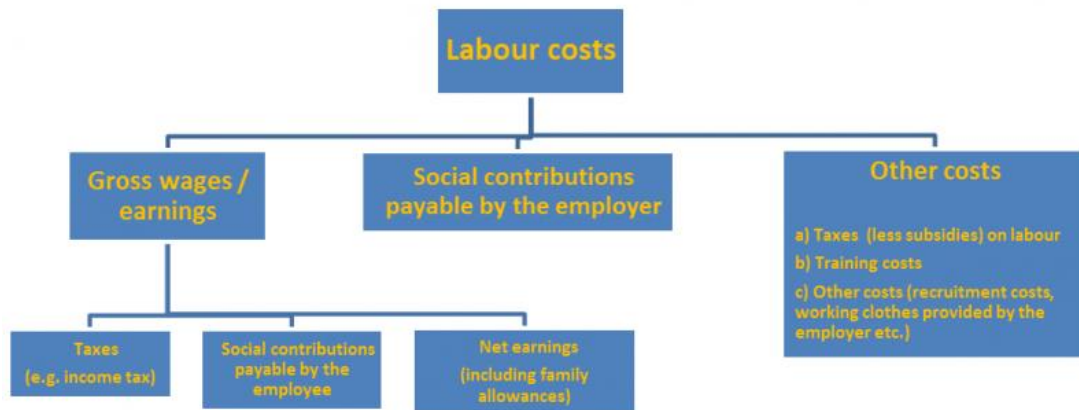 Labour costs
Gross wages /
earnings
Social contributions
payable by the employer
Other costs
a) Taxes (less subsidies) on labour
b) Training costs
c) Other costs (recruitment costs,
working clothes provided by the
employer etc.)
Taxes
(e.g. income tax)
Social contributions
payable by the
employee
Net earnings
(including family
allowances)